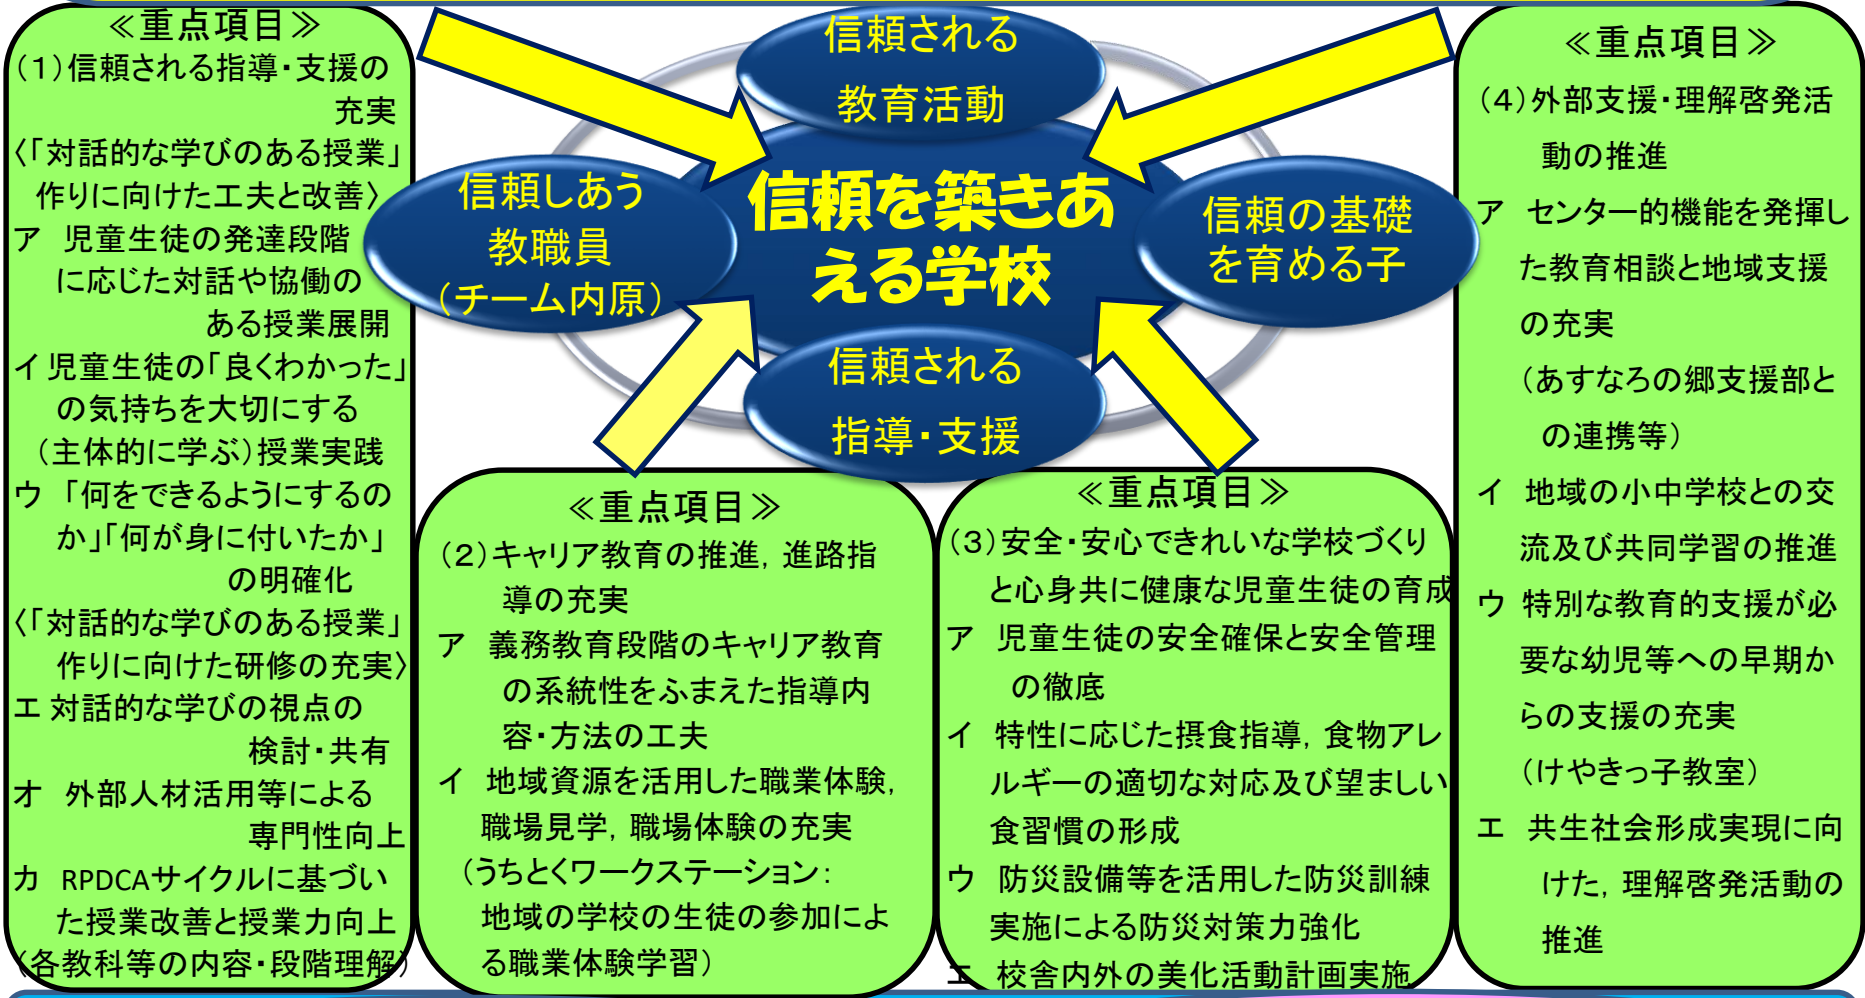 ≪重点項目≫
（１）信頼される指導・支援の
充実
〈「対話的な学びのある授業」
作りに向けた工夫と改善〉
ア　児童生徒の発達段階
に応じた対話や協働の
ある授業展開
イ 児童生徒の「良くわかった」
の気持ちを大切にする
（主体的に学ぶ）授業実践
ウ　「何をできるようにするの
か」「何が身に付いたか」
の明確化
〈「対話的な学びのある授業」
作りに向けた研修の充実〉
エ 対話的な学びの視点の
検討・共有
オ　外部人材活用等による
専門性向上
カ　RPDCAサイクルに基づい
た授業改善と授業力向上
（各教科等の内容・段階理解）
信頼される
教育活動
信頼しあう
教職員
（チーム内原）
信頼を築きあ
える学校
信頼の基礎
を育める子
信頼される
指導・支援
≪重点項目≫
（２）キャリア教育の推進，進路指
導の充実
ア　義務教育段階のキャリア教育
の系統性をふまえた指導内
容・方法の工夫
イ　地域資源を活用した職業体験，
職場見学，職場体験の充実
（うちとくワークステーション：
地域の学校の生徒の参加によ
る職業体験学習）
≪重点項目≫
（３）安全・安心できれいな学校づくり
と心身共に健康な児童生徒の育成
ア　児童生徒の安全確保と安全管理
の徹底
イ　特性に応じた摂食指導，食物アレ
ルギーの適切な対応及び望ましい
食習慣の形成
ウ　防災設備等を活用した防災訓練
実施による防災対策力強化
エ　校舎内外の美化活動計画実施
≪重点項目≫
（４）外部支援・理解啓発活
動の推進
ア　センター的機能を発揮し
た教育相談と地域支援
の充実
（あすなろの郷支援部と
の連携等）
イ　地域の小中学校との交
流及び共同学習の推進
ウ 特別な教育的支援が必
要な幼児等への早期か
らの支援の充実
（けやきっ子教室）
エ　共生社会形成実現に向
けた，理解啓発活動の
推進